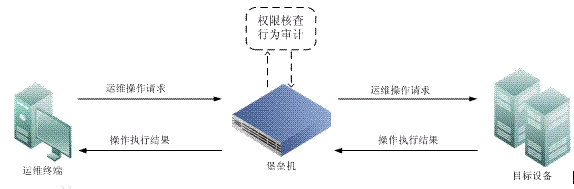 权限核查
行为审计
运维操作请求
运维操作请求
操作执行结果
操作执行结果
运维终端
堡垒机
目标设备